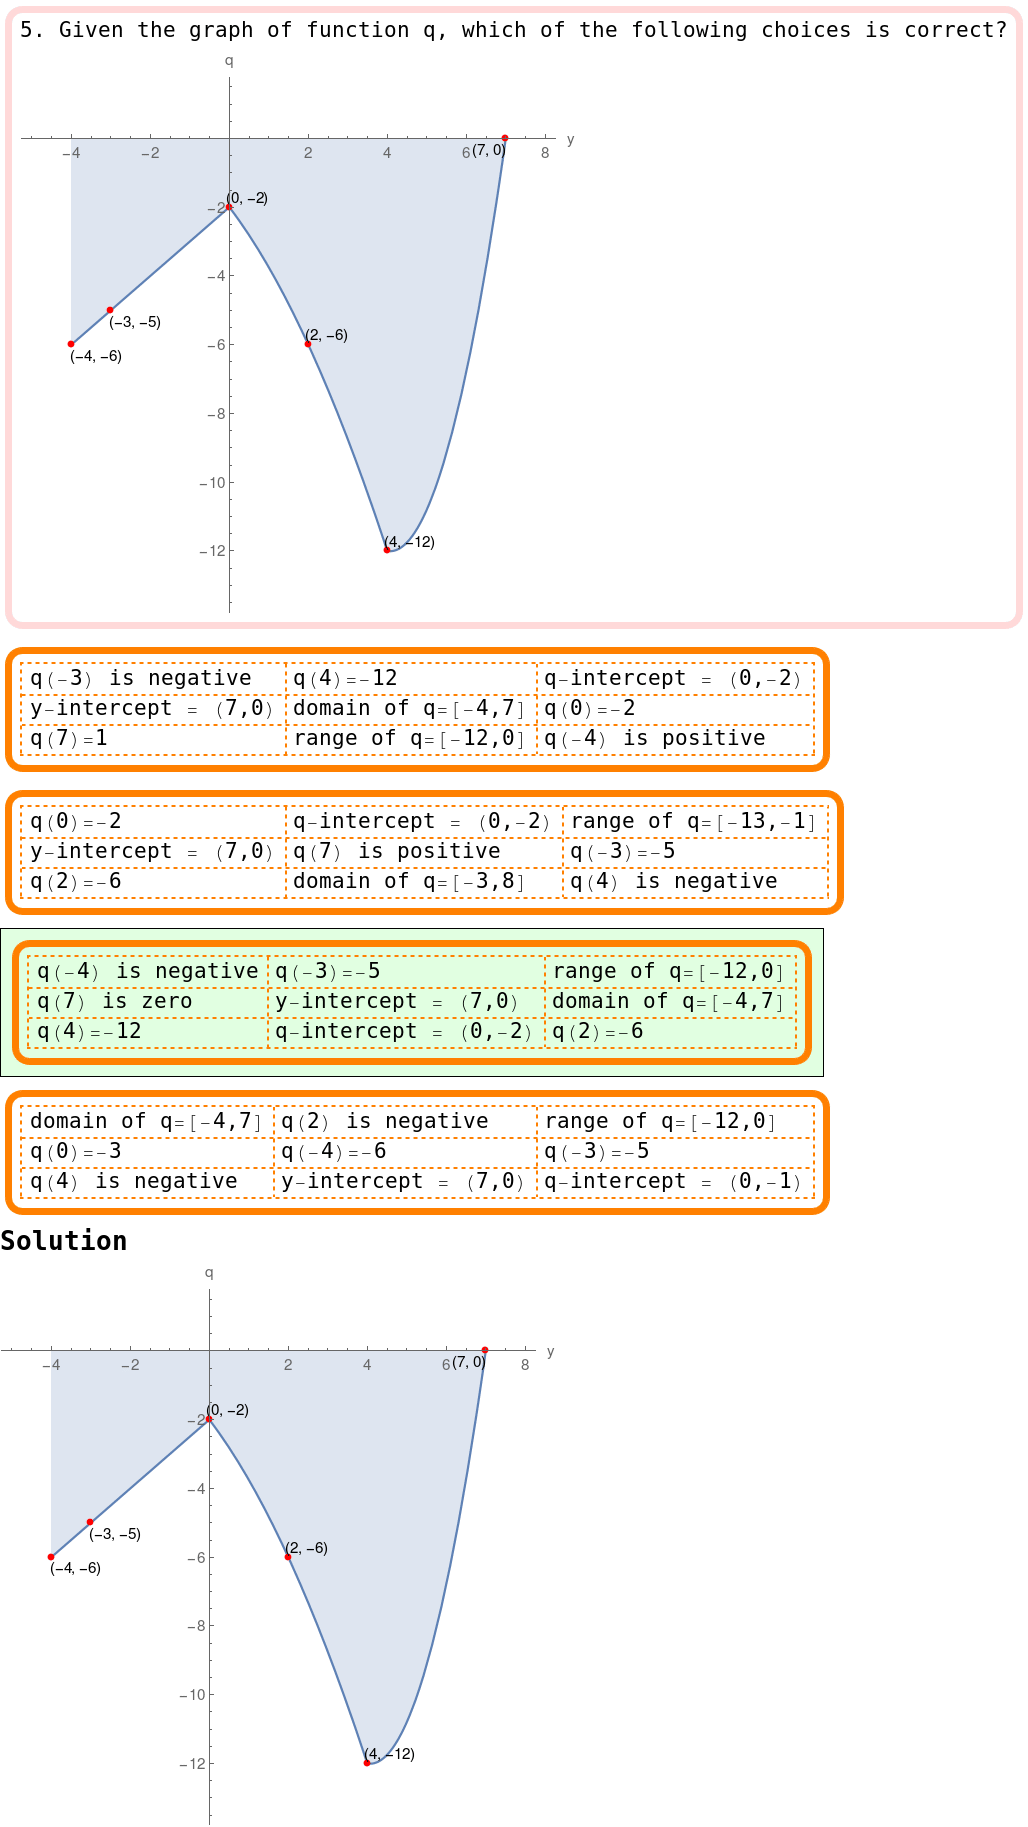 5. Given the graph of function q, which of the following choices is correct?
q
y
−4 −2 2 4 6 8
(7, 0)
(0, −2)
−2
−4
(−3, −5)
(2, −6)
−6
(−4, −6)
−8
−10
(4, −12)
−12
q(−3) is negative q(4)=−12 q−intercept = (0,−2)
y−intercept = (7,0) domain of q=[−4,7] q(0)=−2
q(7)=1 range of q=[−12,0] q(−4) is positive
q(0)=−2 q−intercept = (0,−2) range of q=[−13,−1]
y−intercept = (7,0) q(7) is positive q(−3)=−5
q(2)=−6 domain of q=[−3,8] q(4) is negative
q(−4) is negative q(−3)=−5 range of q=[−12,0]
q(7) is zero y−intercept = (7,0) domain of q=[−4,7]
q(4)=−12 q−intercept = (0,−2) q(2)=−6
domain of q=[−4,7] q(2) is negative range of q=[−12,0]
q(0)=−3 q(−4)=−6 q(−3)=−5
q(4) is negative y−intercept = (7,0) q−intercept = (0,−1)
Solution
q
y
−4 −2 2 4 6 8
(7, 0)
(0, −2)
−2
−4
(−3, −5)
(2, −6)
−6
(−4, −6)
−8
−10
(4, −12)
−12